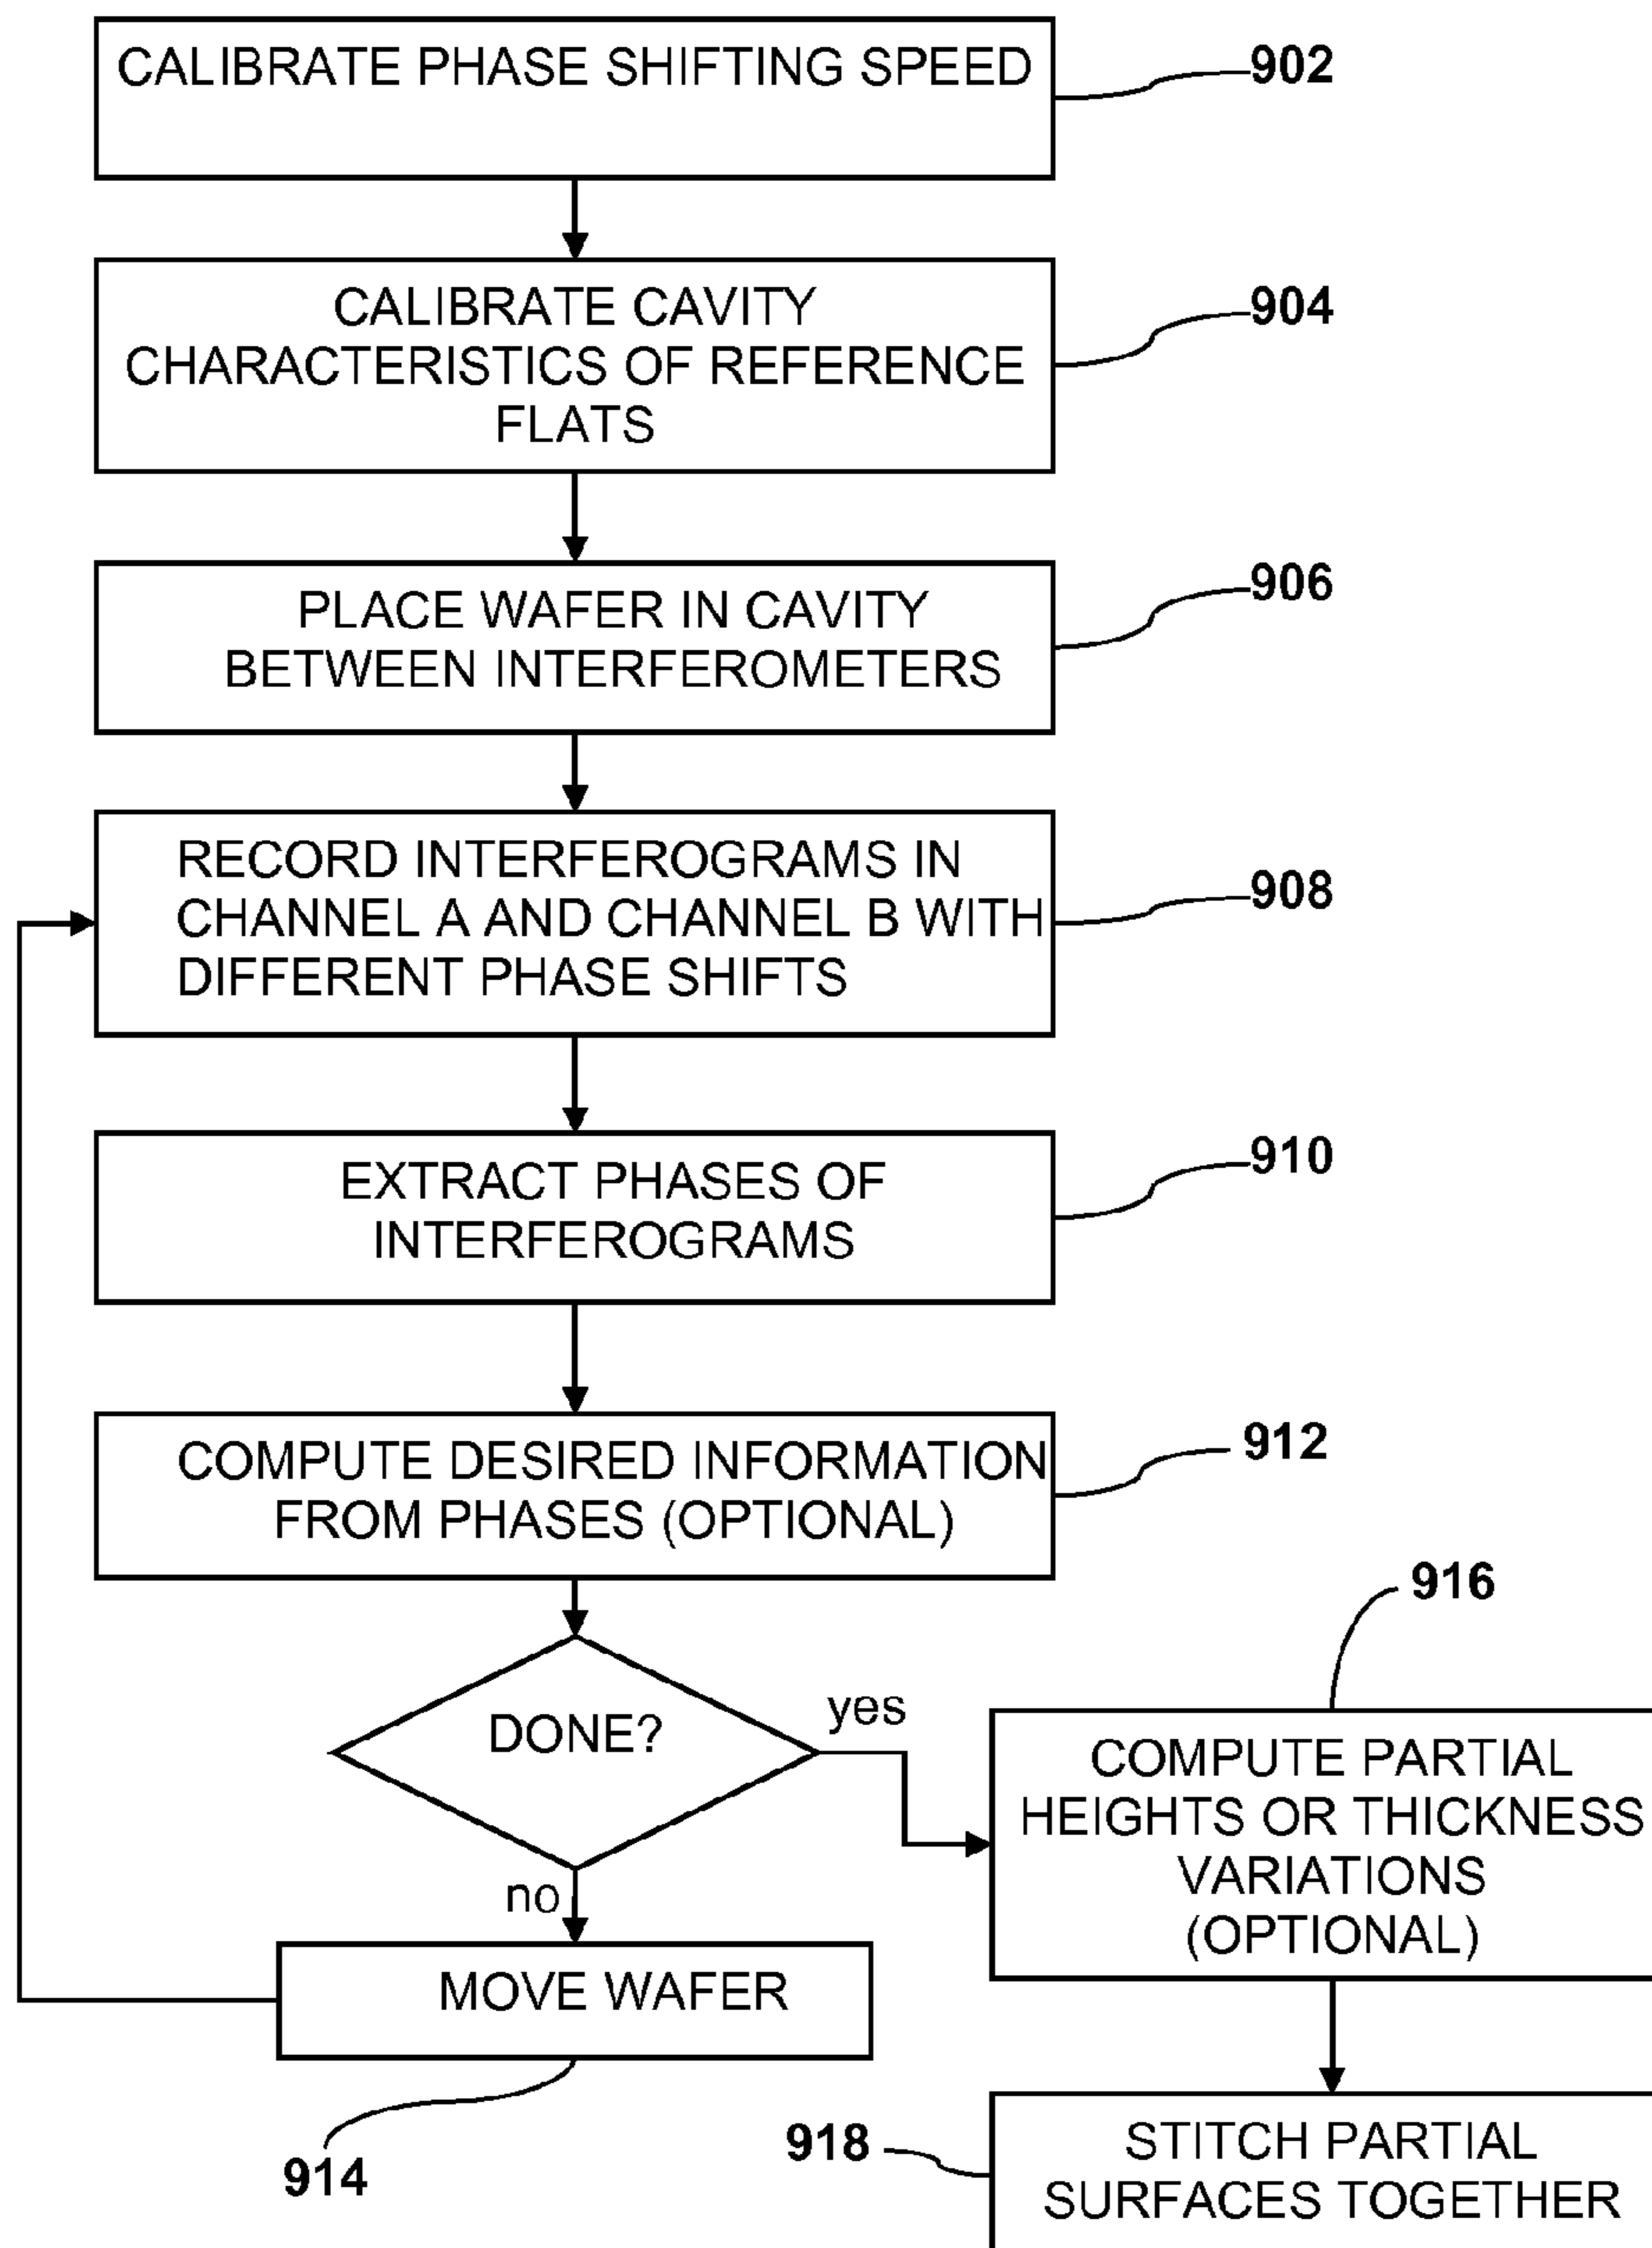 CALIBRATE PHASE SHIFTING SPEED
902
CALIBRATE CAVITY
CHARACTERISTICS OF REFERENCE
FLATS
904
PLACE WAFER IN CAVITY
BETWEEN INTERFEROMETERS
906
RECORD INTERFEROGRAMS IN
CHANNEL A AND CHANNEL B WITH
DIFFERENT PHASE SHIFTS
908
EXTRACT PHASES OF
INTERFEROGRAMS
910
COMPUTE DESIRED INFORMATION
FROM PHASES (OPTIONAL)
912
DONE?
yes
no
MOVE WAFER
914
916
COMPUTE PARTIAL
HEIGHTS OR THICKNESS
VARIATIONS
(OPTIONAL)
918
STITCH PARTIAL
SURFACES TOGETHER